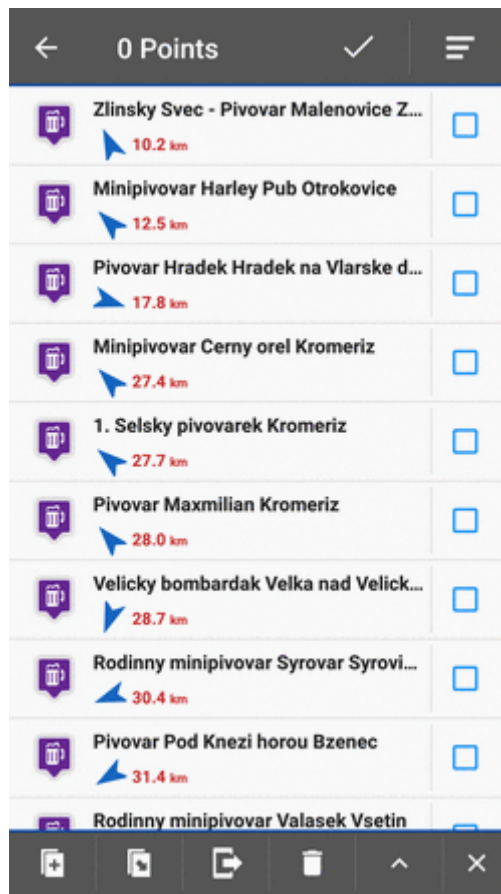 0 Points
Zlinsky Svec - Pivovar Malenovice Z...
10.2 km
Minipivovar Harley Pub Otrokovice
12.5 km
Pivovar Hradek Hradek na Vlarske d...
17.8 km
Minipivovar Cerny orel Kromeriz
27.4 km
1. Selsky pivovarek Kromeriz
27.7 km
Pivovar Maxmilian Kromeriz
28.0 km
Velicky bombardak Velka nad Velick...
28.7 km
Rodinny minipivovar Syrovar Syrovi...
30.4 km
Pivovar Pod Knezi horou Bzenec
31.4 km
Rodinny minipivovar Valasek Vsetin